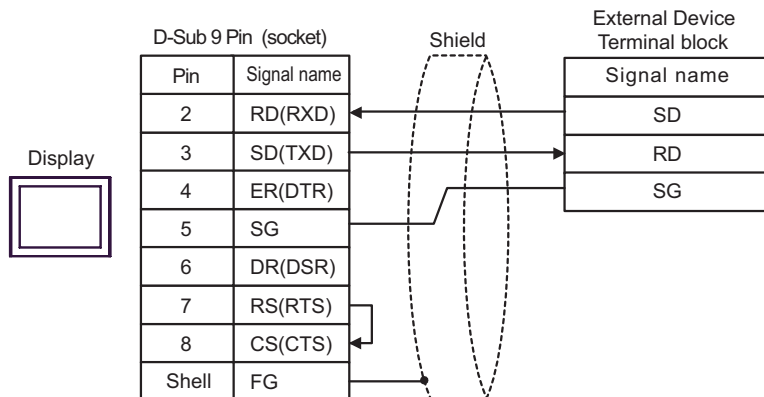 External Device
Terminal block
D-Sub 9 Pin (socket)
Shield
Pin Signal name
Signal name
2 RD(RXD)
SD
3 SD(TXD)
RD
Display
4 ER(DTR)
SG
5 SG
6 DR(DSR)
7 RS(RTS)
8 CS(CTS)
Shell FG